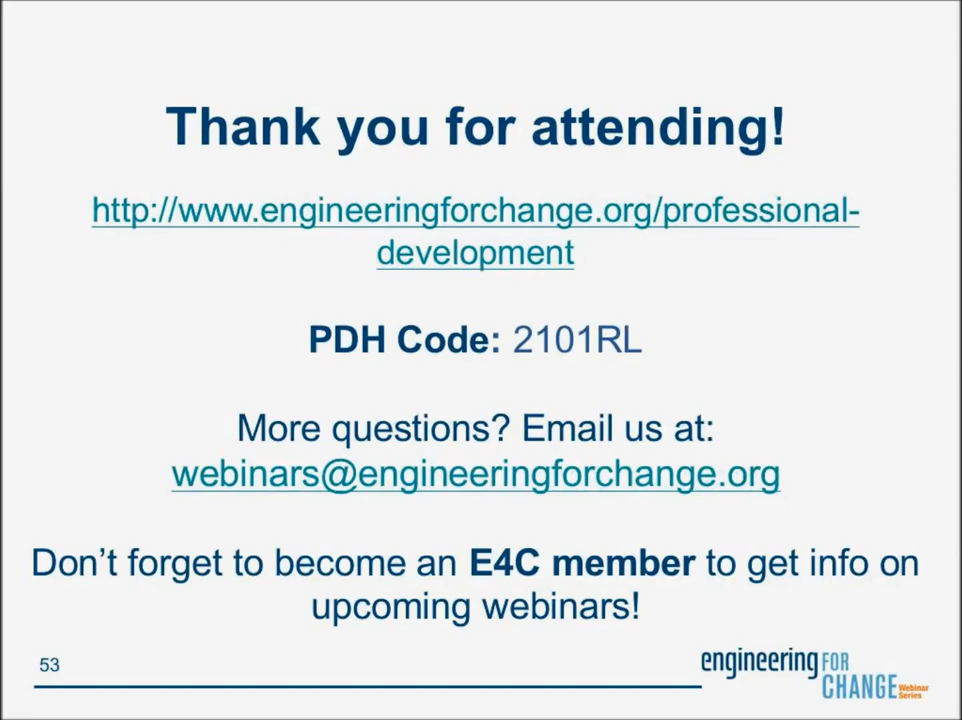 Thank you for attending!
http://www.engineeringforchange.org/professional-
development
PDH Code: 2101RL
More questions? Email us at:
webinars@engineeringforchange.org
Don't forget to become an E4C member to get info on
upcoming webinars!
53
engineering FOR
CHANGE Webinar
Series